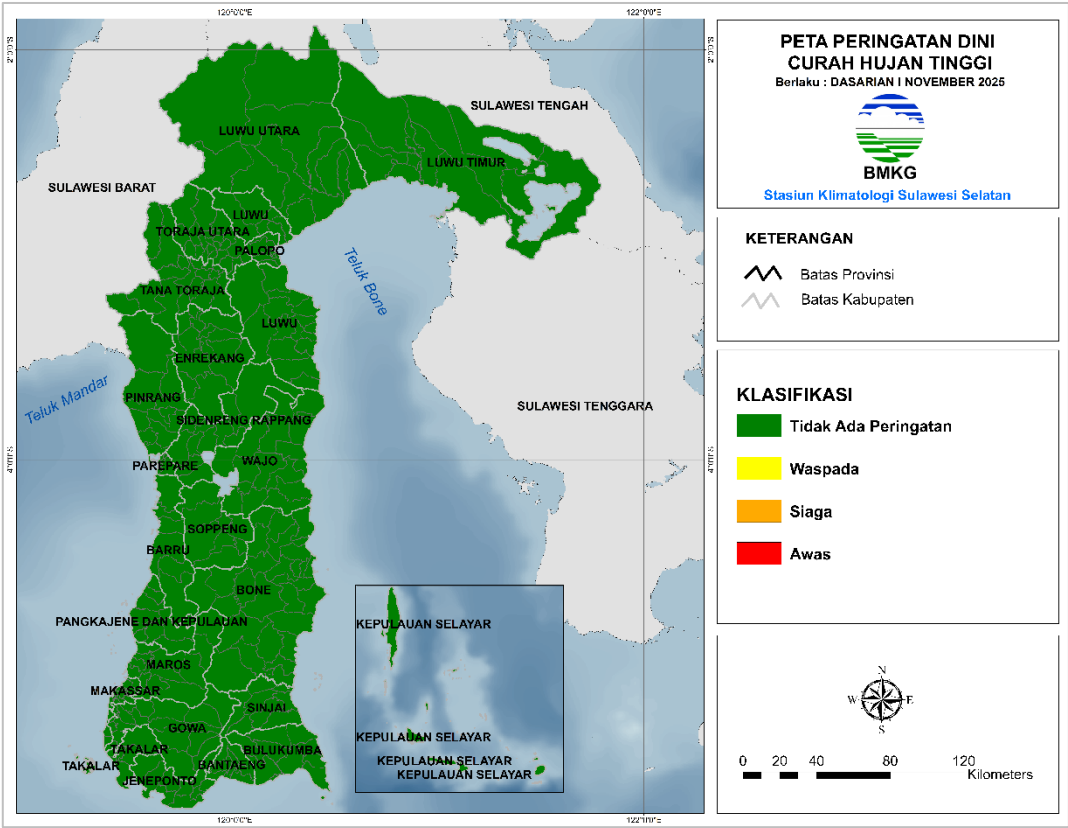 120°0'0"E
122°0'0"E
2°0'0"S
2°0'0"S
SULAWESI TENGAH
LUWU UTARA
LUWU TIMUR
SULAWESI BARAT
LUWU
TORAJA UTARA
PALOPO
Teluk Bone
TANA TORAJA
LUWU
ENREKANG
Teluk Mandar
PINRANG
SULAWESI TENGGARA
SIDENRENG RAPPANG
4°0'0"S
4°0'0"S
PAREPARE
WAJO
SOPPENG
BARRU
BONE
PANGKAJENE DAN KEPULAUAN
KEPULAUAN SELAYAR
MAROS
MAKASSAR
SINJAI
GOWA
KEPULAUAN SELAYAR
TAKALAR
BULUKUMBA
TAKALAR
BANTAENG
KEPULAUAN SELAYAR
KEPULAUAN SELAYAR
JENEPONTO
120°0'0"E
122°0'0"E
PETA PERINGATAN DINI
CURAH HUJAN TINGGI
Berlaku : DASARIAN I NOVEMBER 2025
BMKG
Stasiun Klimatologi Sulawesi Selatan
KETERANGAN
Batas Provinsi
Batas Kabupaten
KLASIFIKASI
Tidak Ada Peringatan
Waspada
Siaga
Awas
N
W E
S
0 20 40 80 120
Kilometers